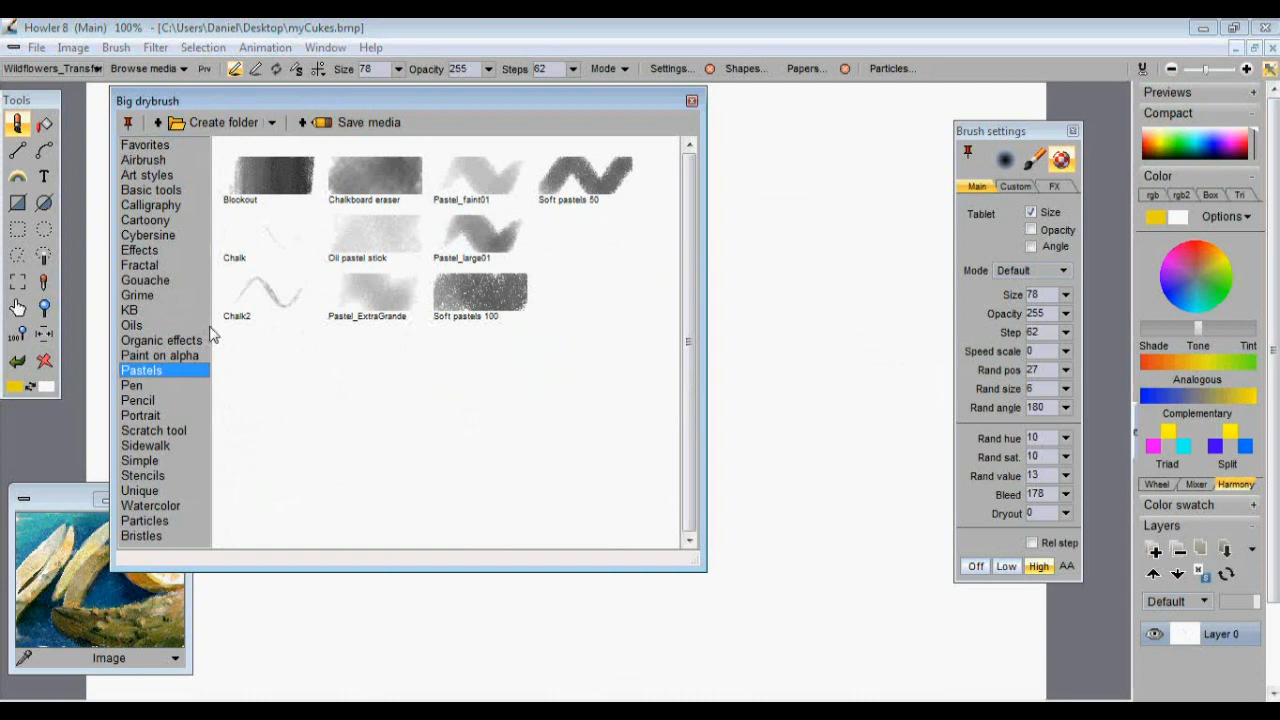 Howler 8 (Main) 100% - [C:\Users\Daniel\Desktop\myCukes.bmp]
File Image Brush Filter Selection Animation Window Help
Wildflowers_Transfer Browse media Prv Size 78 Opacity 255 Steps 62 Mode Settings... Shapes... Papers... Particles...
Tools
T
100
Big drybrush
Create folder Save media
Favorites
Airbrush
Art styles
Basic tools
Calligraphy
Cartoony
Cybersine
Effects
Fractal
Gouache
Grime
KB
Oils
Organic effects
Paint on alpha
Pastels
Pen
Pencil
Portrait
Scratch tool
Sidewalk
Simple
Stencils
Unique
Watercolor
Particles
Bristles
Blockout Chalkboard eraser Pastel_faint01 Soft pastels 50
Chalk Oil pastel stick Pastel_large01
Chalk2 Pastel_ExtraGrande Soft pastels 100
Image
Brush settings
Main Custom FX
Tablet Size
Opacity
Angle
Mode Default
Size 78
Opacity 255
Step 62
Speed scale 0
Rand pos 27
Rand size 6
Rand angle 180
Rand hue 10
Rand sat. 10
Rand value 13
Bleed 178
Dryout 0
Rel step
Off Low High AA
Previews
Compact
Color
rgb rgb2 Box Tri
Options
Shade Tone Tint
Analogous
Complementary
Triad Split
Wheel Mixer Harmony
Color swatch
Layers
Default
Layer 0